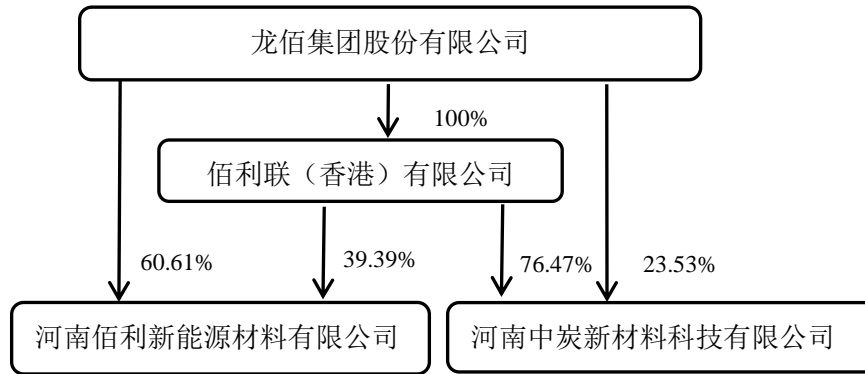 龙佰集团股份有限公司
100%
佰利联（香港）有限公司
60.61%
39.39%
76.47%
23.53%
河南佰利新能源材料有限公司
河南中炭新材料科技有限公司